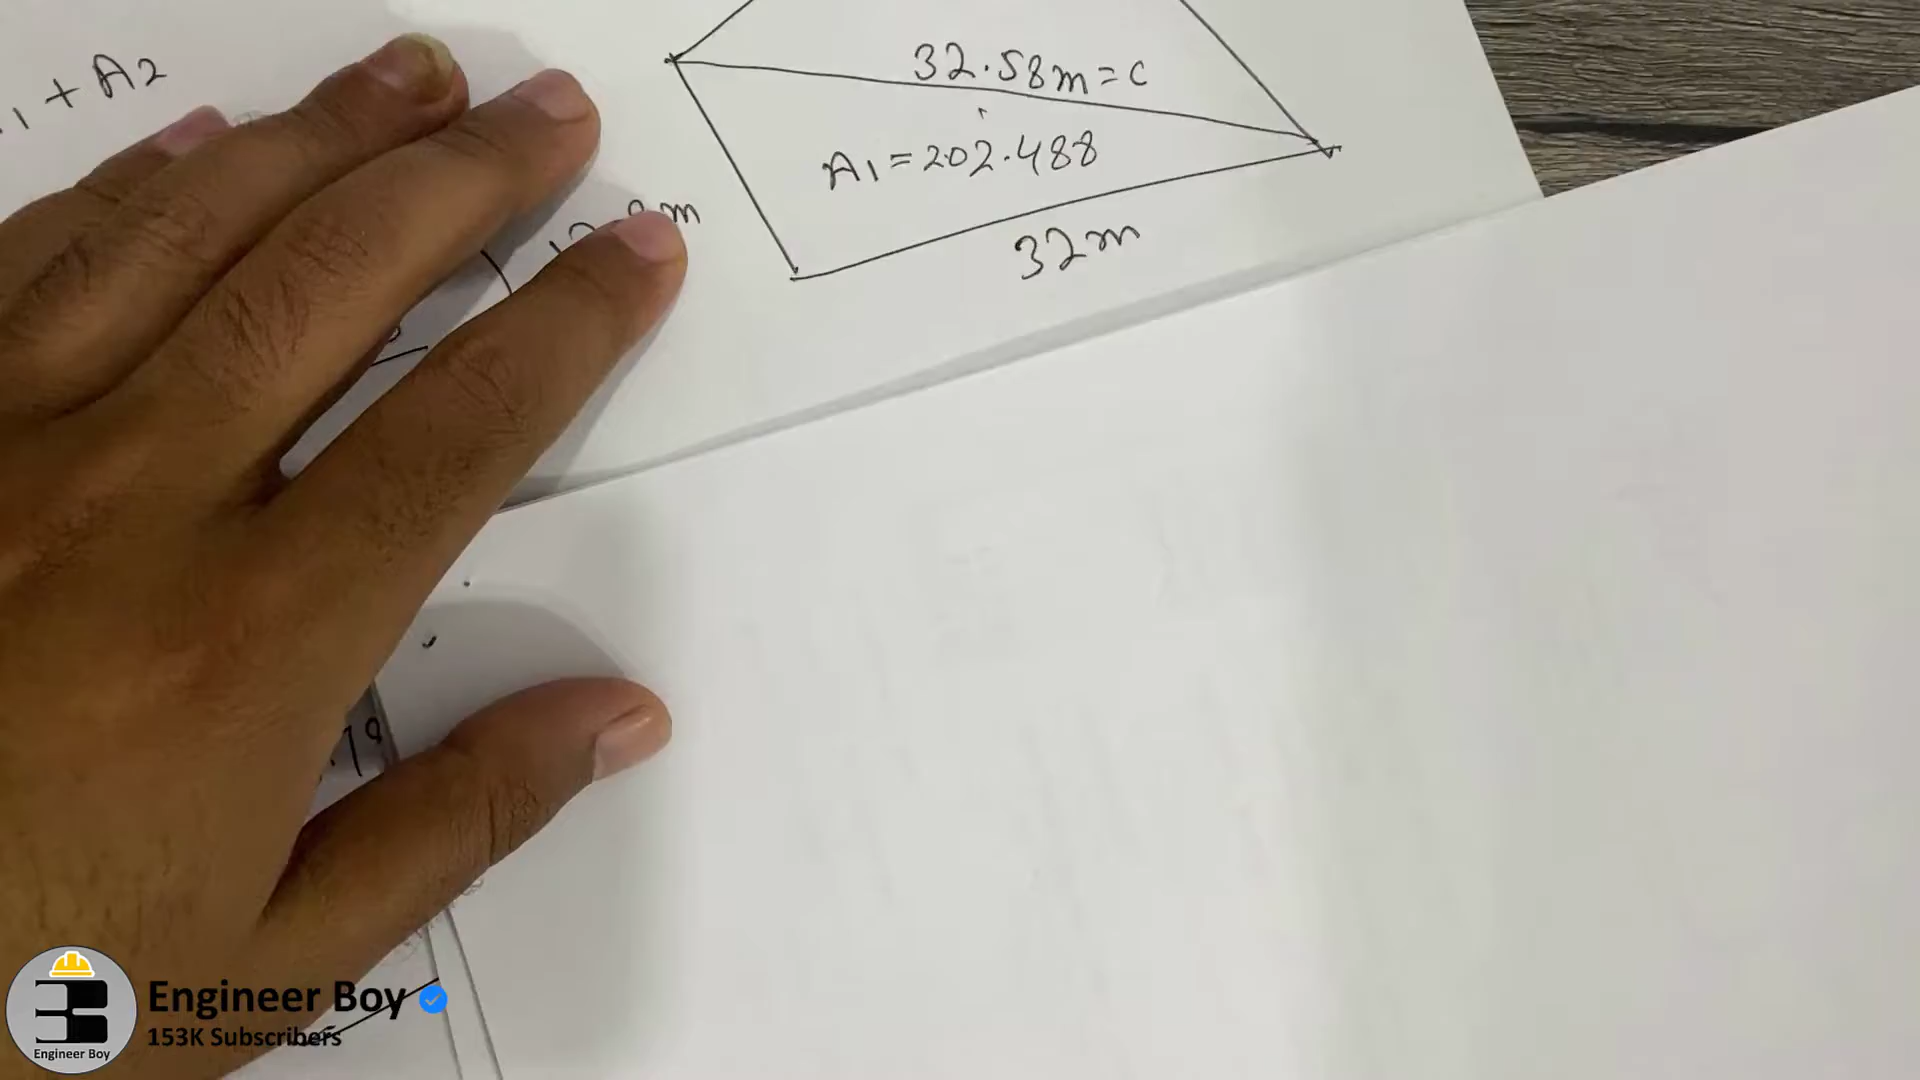 + A2
32.58m = C
A1 = 202.488
m
32m
Engineer Boy
153K Subscribers
Engineer Boy